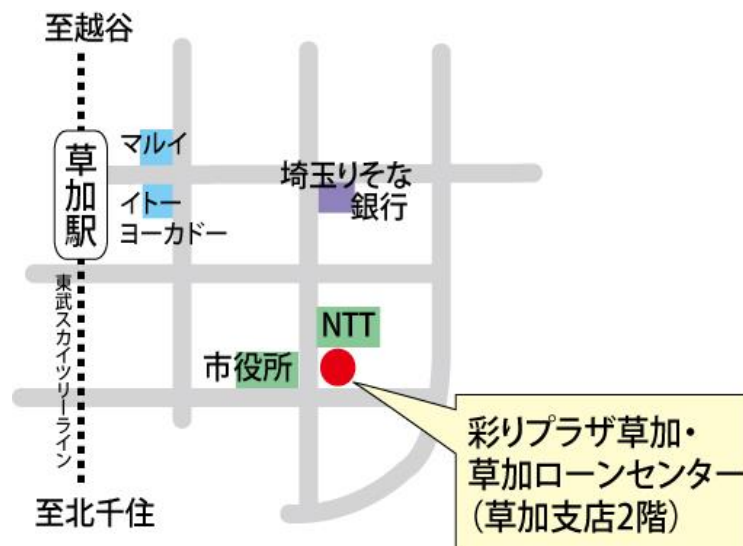 至越谷
草加駅
マルイ
イトー
ヨーカドー
埼玉りそな
銀行
東武スカイツリーライン
NTT
市役所
至北千住
彩りプラザ草加・
草加ローンセンター
(草加支店2階)